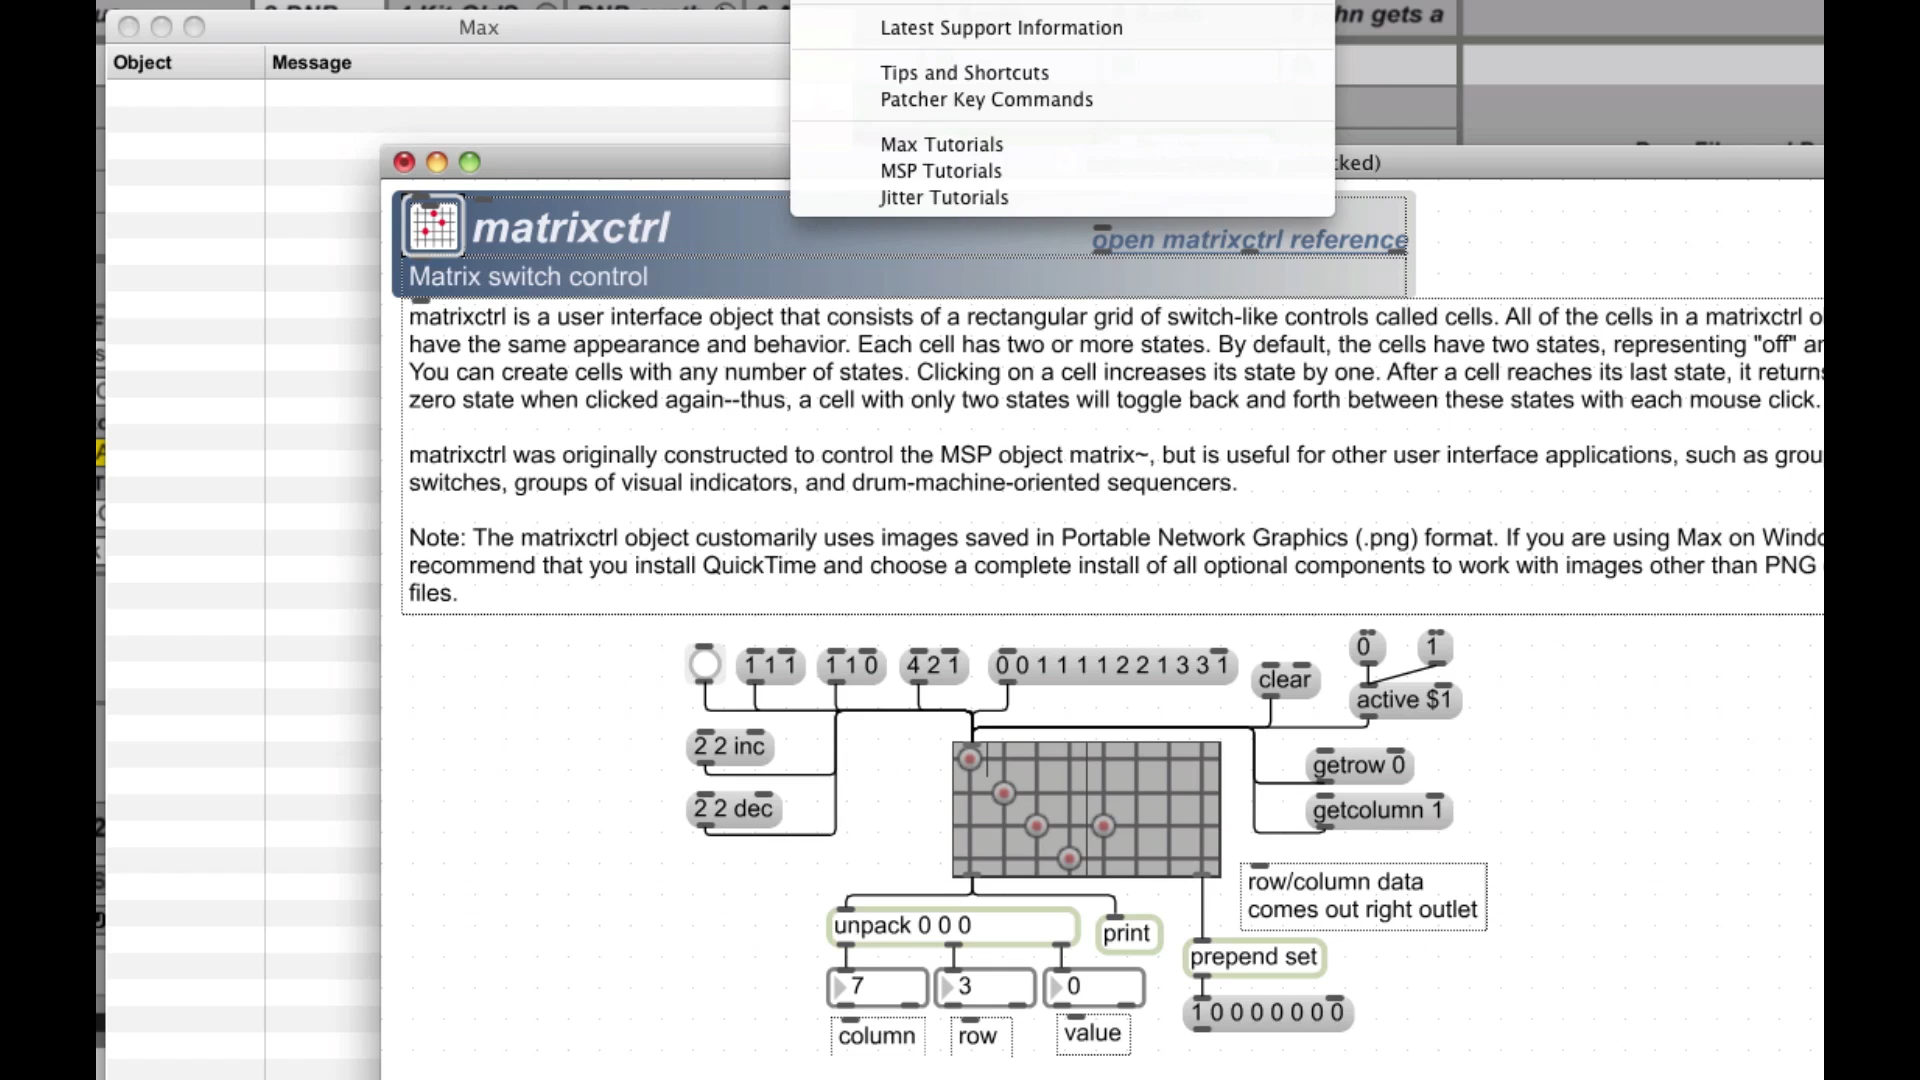 hn gets a
Latest Support Information
Max
Object
Message
Tips and Shortcuts
Patcher Key Commands
Max Tutorials
MSP Tutorials
Jitter Tutorials
cked)
matrixctrl
open matrixctrl reference
Matrix switch control
matrixctrl is a user interface object that consists of a rectangular grid of switch-like controls called cells. All of the cells in a matrixctrl o
have the same appearance and behavior. Each cell has two or more states. By default, the cells have two states, representing "off" an
You can create cells with any number of states. Clicking on a cell increases its state by one. After a cell reaches its last state, it returns
zero state when clicked again--thus, a cell with only two states will toggle back and forth between these states with each mouse click.
matrixctrl was originally constructed to control the MSP object matrix~, but is useful for other user interface applications, such as grou
switches, groups of visual indicators, and drum-machine-oriented sequencers.
Note: The matrixctrl object customarily uses images saved in Portable Network Graphics (.png) format. If you are using Max on Windo
recommend that you install QuickTime and choose a complete install of all optional components to work with images other than PNG
files.
0 1
1 1 1 1 1 0 4 2 1 0 0 1 1 1 1 2 2 1 3 3 1 clear
active $1
2 2 inc
getrow 0
2 2 dec
getcolumn 1
row/column data
comes out right outlet
unpack 0 0 0
print
prepend set
7 3 0
1 0 0 0 0 0 0 0
column row value